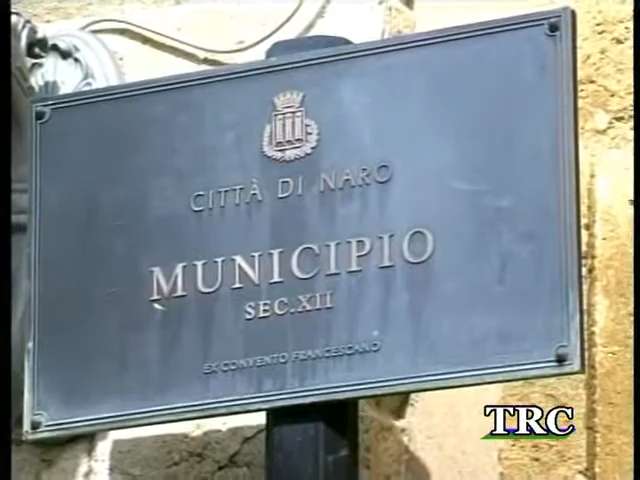 CITTÀ DI NARO
MUNICIPIO
SEC.XII
EX CONVENTO FRANCESCANO
TRC